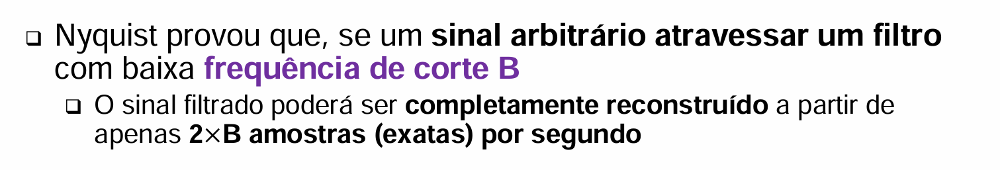 ❑ Nyquist provou que, se um sinal arbitrário atravessar um filtro
com baixa frequência de corte B
❑ O sinal filtrado poderá ser completamente reconstruído a partir de
apenas 2×B amostras (exatas) por segundo